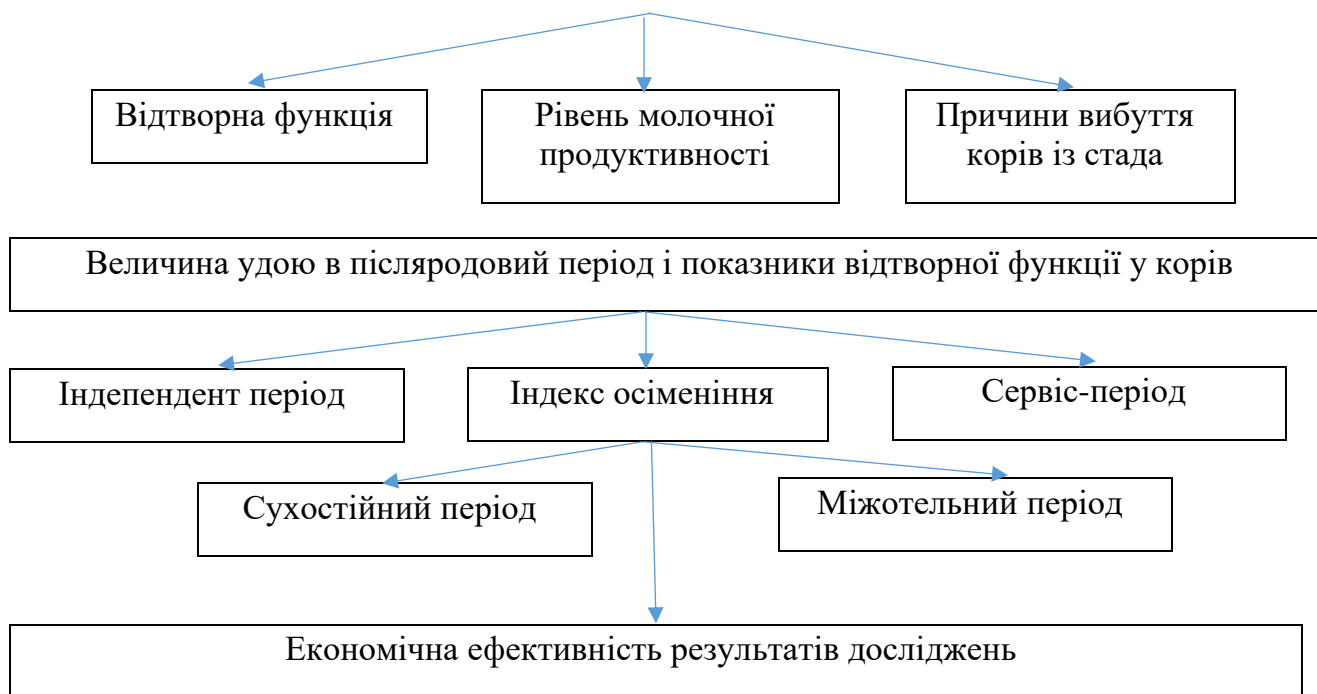 Відтворна функція
Рівень молочної
продуктивності
Причини вибуття
корів із стада
Величина удою в післяродовий період і показники відтворної функції у корів
Індепендент період
Індекс осіменіння
Сервіс-період
Сухостійний період
Міжотельний період
Економічна ефективність результатів досліджень